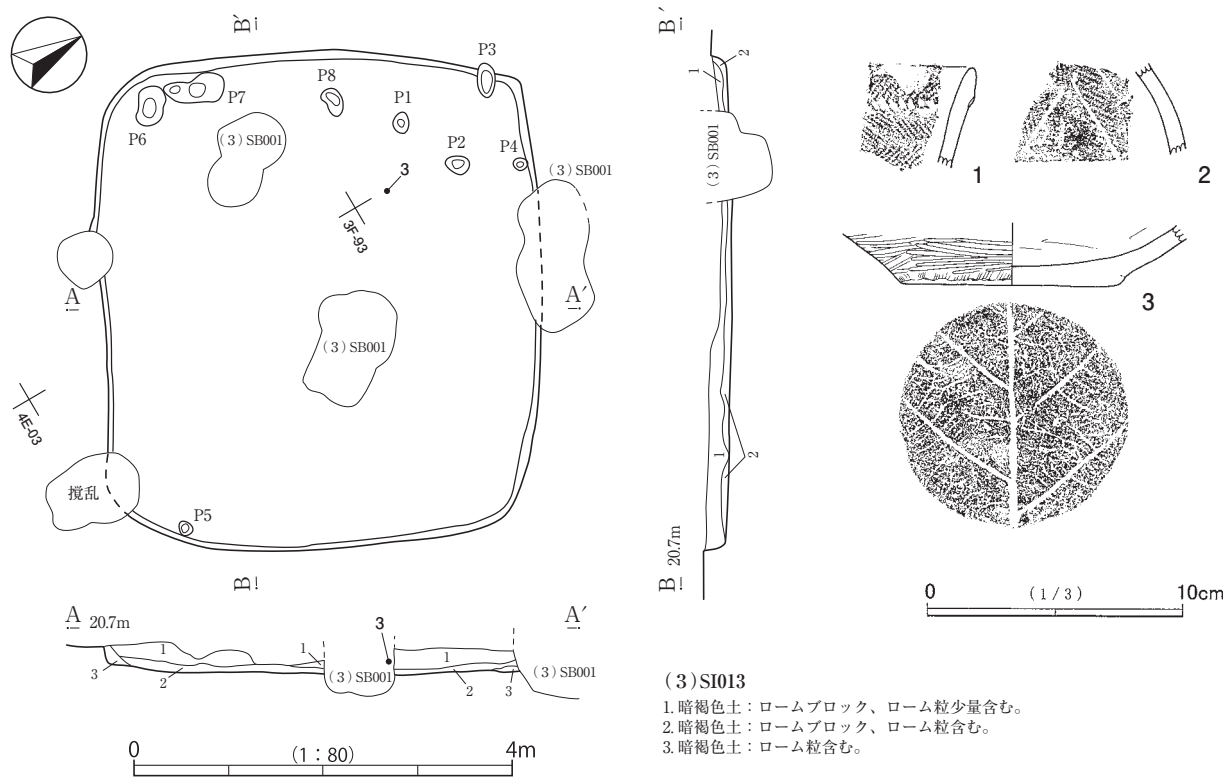 B′
P3
P8
P7
P1
P6
(3)SB001
P2
P4
(3)SB001
3
3F-93
A
A′
(3)SB001
4E-03
撹乱
P5
B
A
20.7m
A′
3
1
1
1
(3)SB001
(3)SB001
3
2
2
3
0
(1：80)
4m
B′
2
1
(3)SB001
1
2
20.7m
B
1
2
3
0
(1/3)
10cm
(3)SI013
1. 暗褐色土：ロームブロック、ローム粒少量含む。
2. 暗褐色土：ロームブロック、ローム粒含む。
3. 暗褐色土：ローム粒含む。